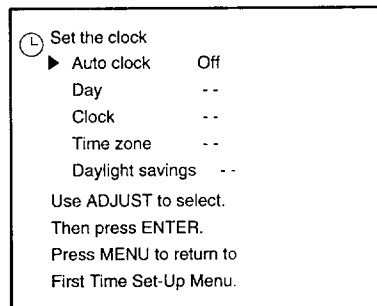 Set the clock
Auto clock Off
Day - -
Clock - -
Time zone - -
Daylight savings - -
Use ADJUST to select.
Then press ENTER.
Press MENU to return to
First Time Set-Up Menu.